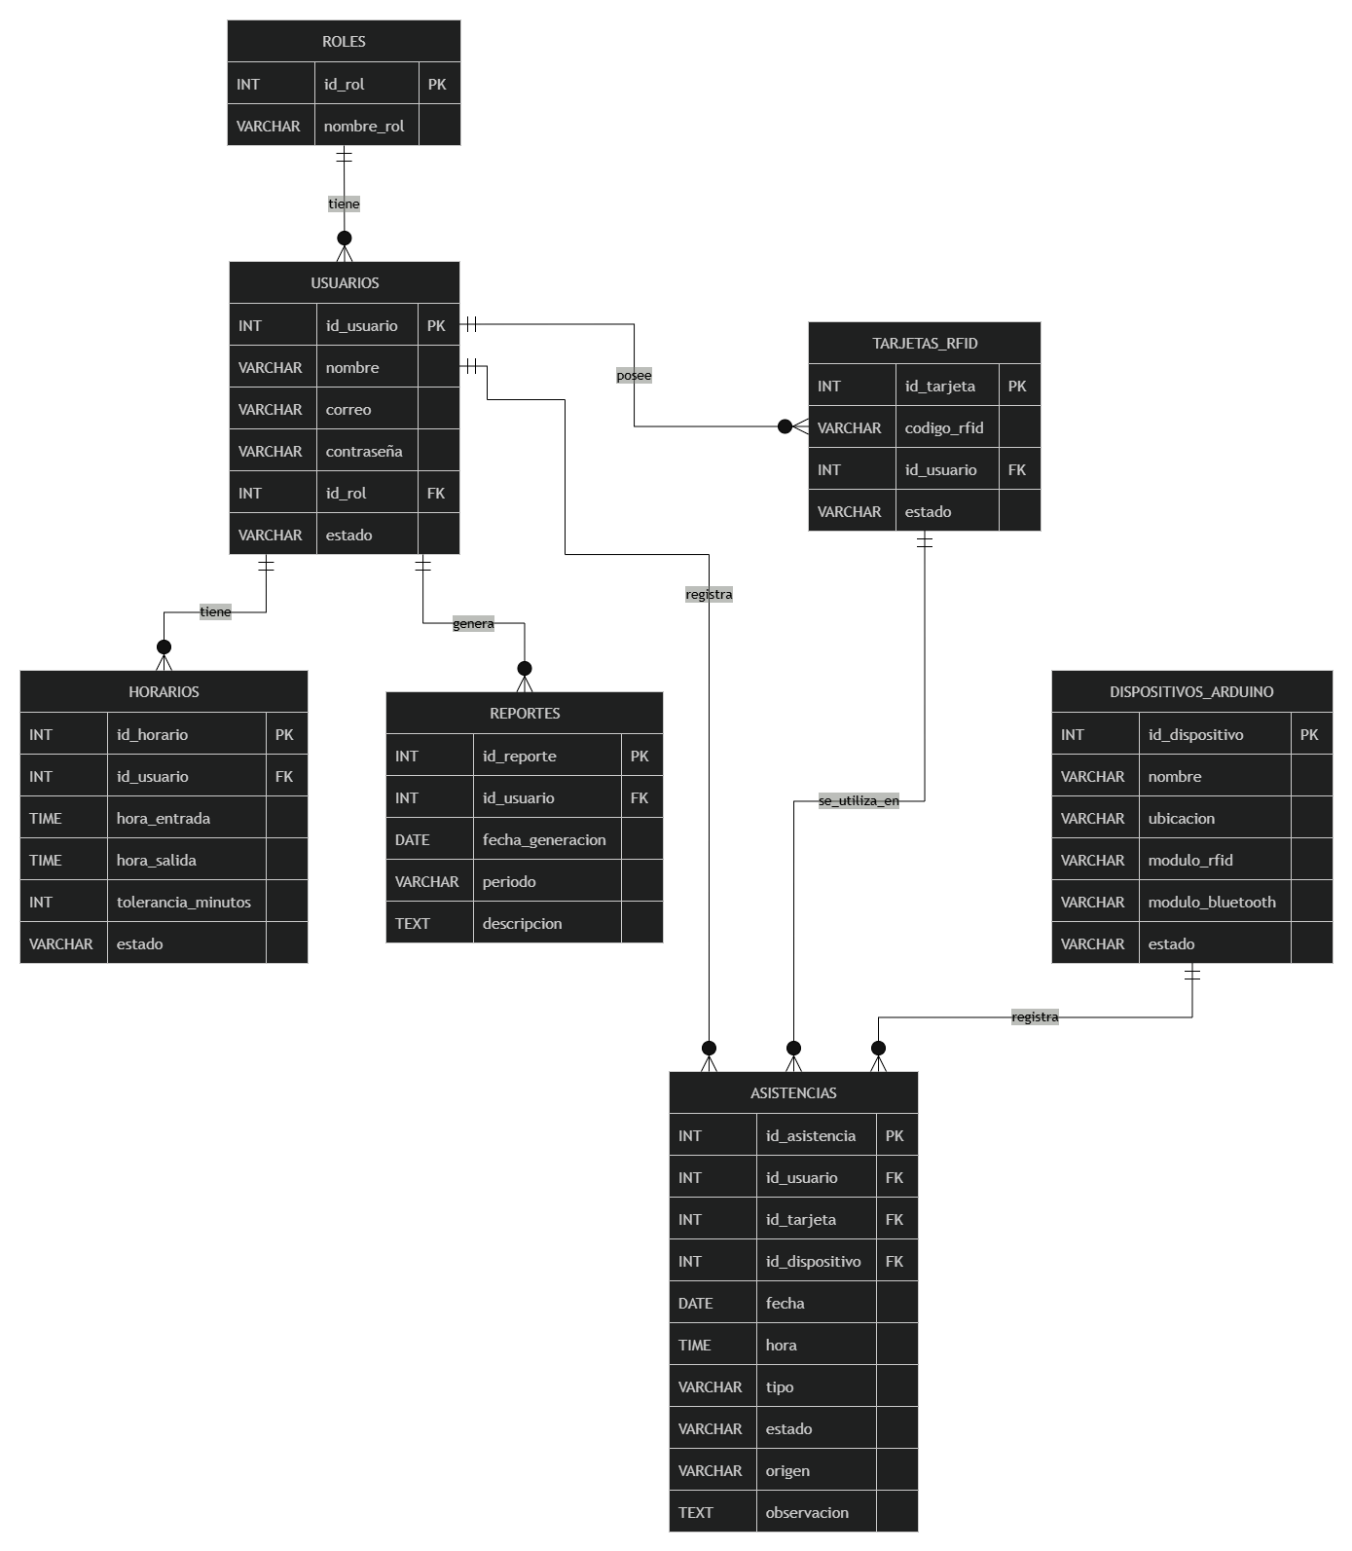 ROLES
INT id_rol PK
VARCHAR nombre_rol
tiene
USUARIOS
INT id_usuario PK
VARCHAR nombre
VARCHAR correo
VARCHAR contraseña
INT id_rol FK
VARCHAR estado
posee
TARJETAS_RFID
INT id_tarjeta PK
VARCHAR codigo_rfid
INT id_usuario FK
VARCHAR estado
tiene
genera
registra
se_utiliza_en
HORARIOS
INT id_horario PK
INT id_usuario FK
TIME hora_entrada
TIME hora_salida
INT tolerancia_minutos
VARCHAR estado
REPORTES
INT id_reporte PK
INT id_usuario FK
DATE fecha_generacion
VARCHAR periodo
TEXT descripcion
DISPOSITIVOS_ARDUINO
INT id_dispositivo PK
VARCHAR nombre
VARCHAR ubicacion
VARCHAR modulo_rfid
VARCHAR modulo_bluetooth
VARCHAR estado
registra
ASISTENCIAS
INT id_asistencia PK
INT id_usuario FK
INT id_tarjeta FK
INT id_dispositivo FK
DATE fecha
TIME hora
VARCHAR tipo
VARCHAR estado
VARCHAR origen
TEXT observacion